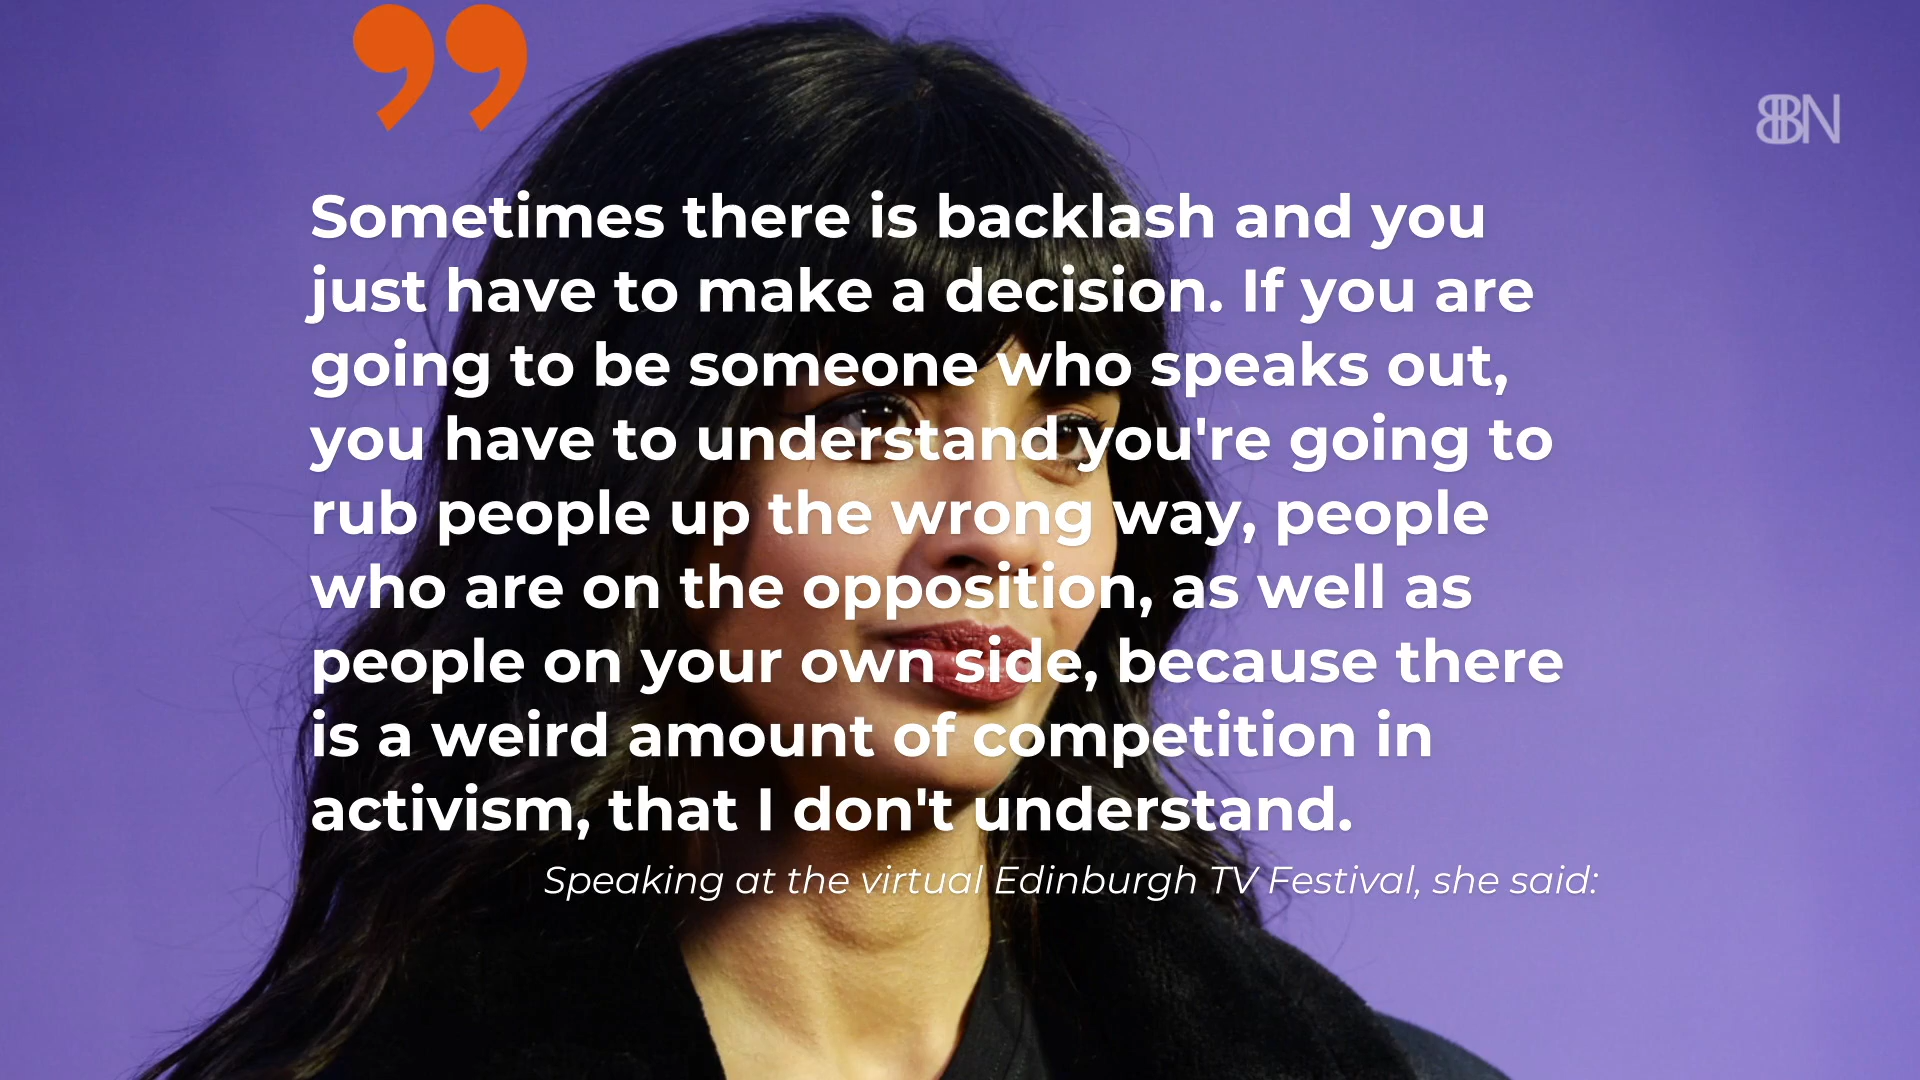 ”
Sometimes there is backlash and you
just have to make a decision. If you are
going to be someone who speaks out,
you have to understand you're going to
rub people up the wrong way, people
who are on the opposition, as well as
people on your own side, because there
is a weird amount of competition in
activism, that I don't understand.
Speaking at the virtual Edinburgh TV Festival, she said:
BBN